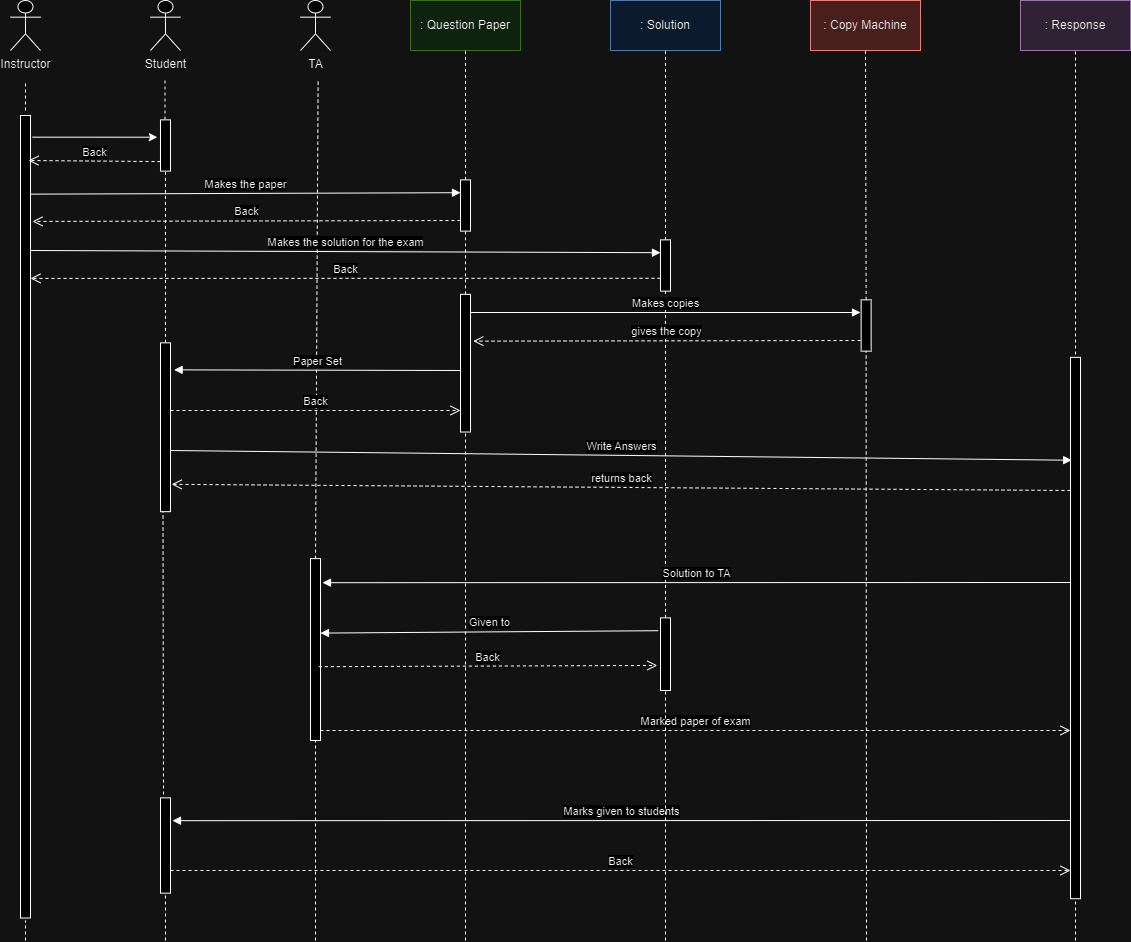 : Question Paper
: Solution
: Copy Machine
: Response
Instructor
Student
TA
Back
Makes the paper
Back
Makes the solution for the exam
Back
Makes copies
gives the copy
Paper Set
Back
Write Answers
returns back
Solution to TA
Given to
Back
Marked paper of exam
Marks given to students
Back